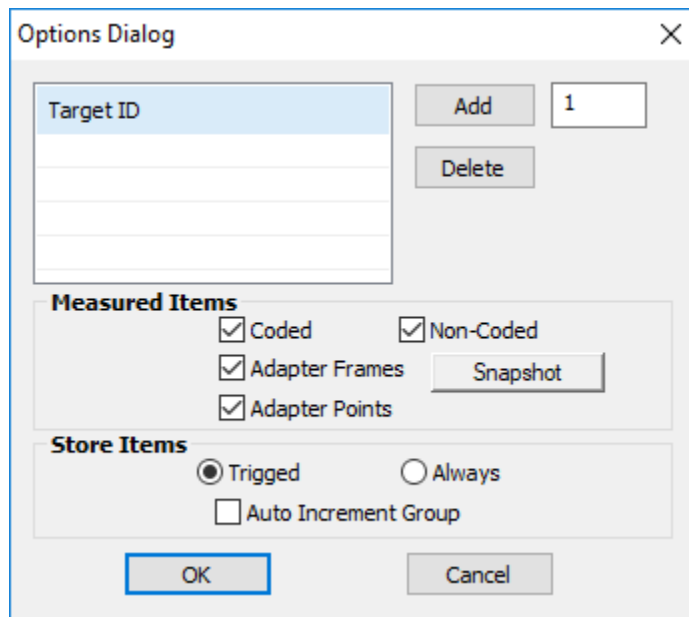 Options Dialog
Target ID
Add 1
Delete
Measured Items
Coded Non-Coded
Adapter Frames Snapshot
Adapter Points
Store Items
Trigged Always
Auto Increment Group
OK Cancel